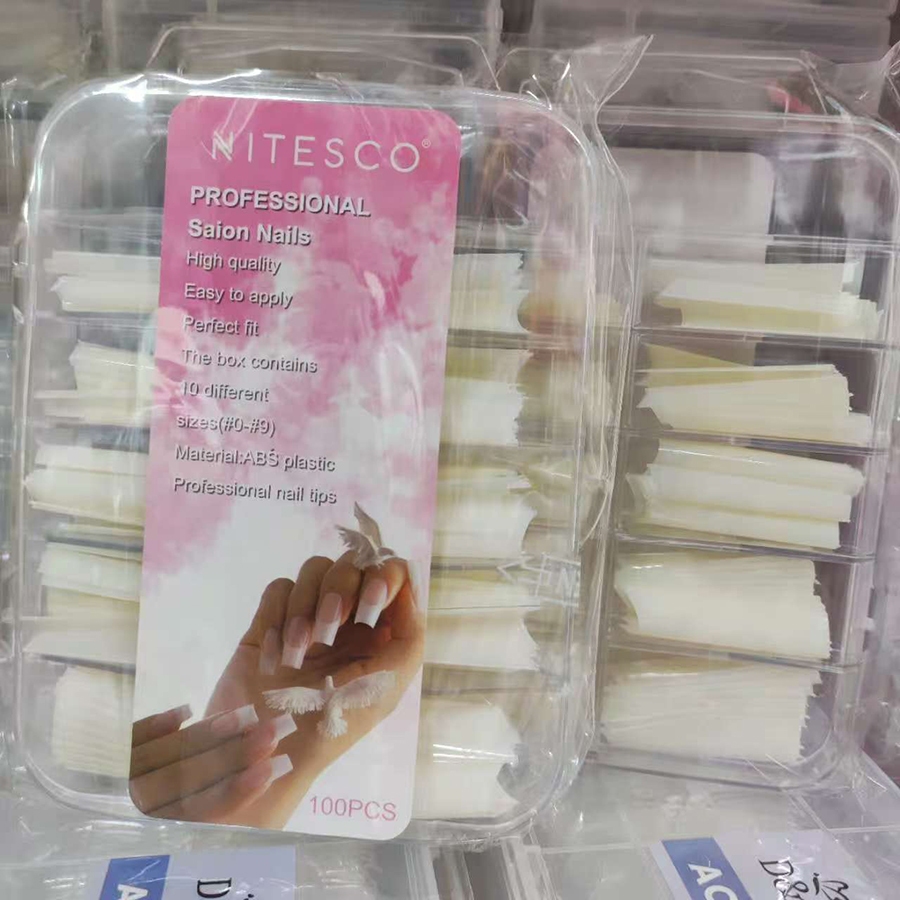 NITESCO®
PROFESSIONAL
Saion Nails
High quality
Easy to apply
Perfect fit
The box contains
10 different
sizes(#0-#9)
Material:ABS plastic
Professional nail tips
100PCS